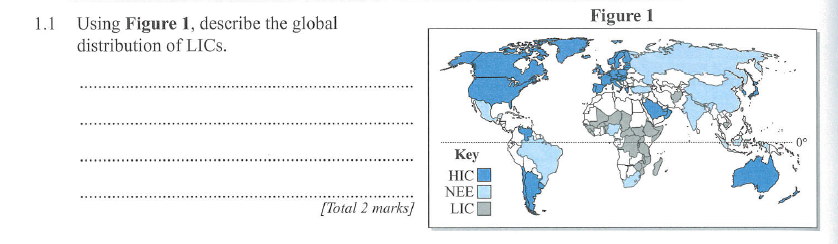 1.1 Using Figure 1, describe the global
distribution of LICs.
[Total 2 marks]
Figure 1
0°
Key
HIC
NEE
LIC